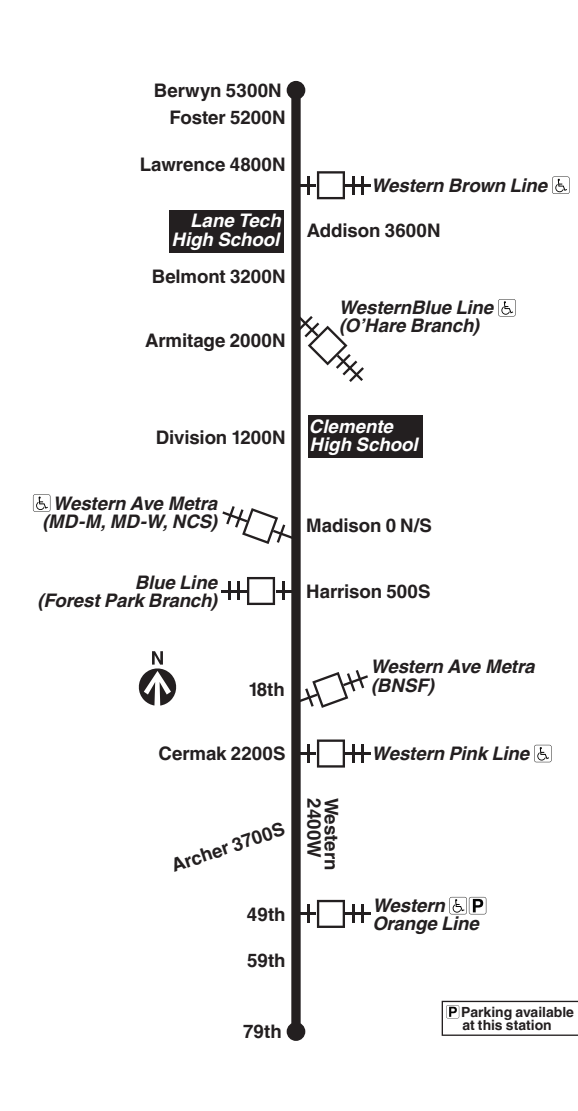 Berwyn 5300N
Foster 5200N
Lawrence 4800N
Western Brown Line
Lane Tech
High School
Addison 3600N
Belmont 3200N
WesternBlue Line
(O'Hare Branch)
Armitage 2000N
Clemente
High School
Division 1200N
Western Ave Metra
(MD-M, MD-W, NCS)
Madison 0 N/S
Blue Line
(Forest Park Branch)
Harrison 500S
N
Western Ave Metra
(BNSF)
18th
Cermak 2200S
Western Pink Line
Western
2400W
Archer 3700S
49th
Western P
Orange Line
59th
P Parking available
at this station
79th